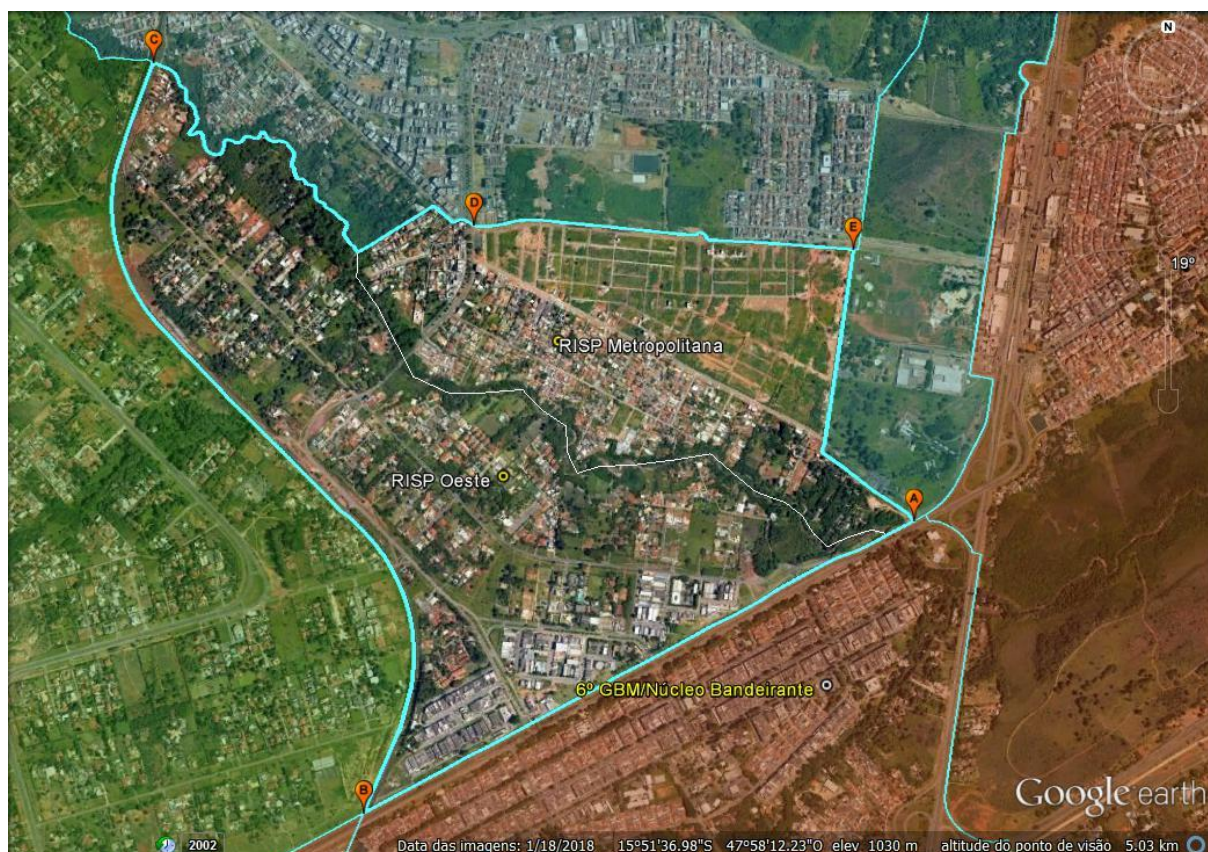 C
N
D
E
19°
RISP Metropolitana
RISP Oeste
A
6º GBM/Núcleo Bandeirante
B
Google earth
2002
Data das imagens: 1/18/2018 15°51'36.98"S 47°58'12.23"O elev 1030 m altitude do ponto de visão 5.03 km